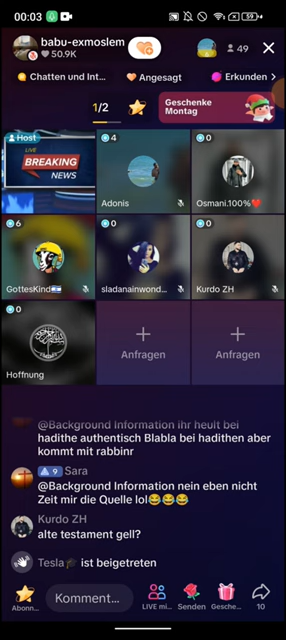 00:03
59
babu-exmoslem
50.9K
49
Chatten und Int...
Angesagt
Erkunden
1/2
Geschenke
Montag
Host
LIVE
BREAKING
NEWS
4
Adonis
0
Osmani.100%❤️
6
GottesKind🇮🇱
0
sladanainwond...
0
Kurdo ZH
0
Hoffnung
+
Anfragen
+
Anfragen
@Background Information ihr heult bei
hadithe authentisch Blabla bei hadithen aber
kommt mit rabbinr
9 Sara
@Background Information nein eben nicht
Zeit mir die Quelle lol😂😂😂
Kurdo ZH
alte testament gell?
Tesla🎓 ist beigetreten
Abonn...
Komment...
LIVE mi...
Senden
Gesche...
10